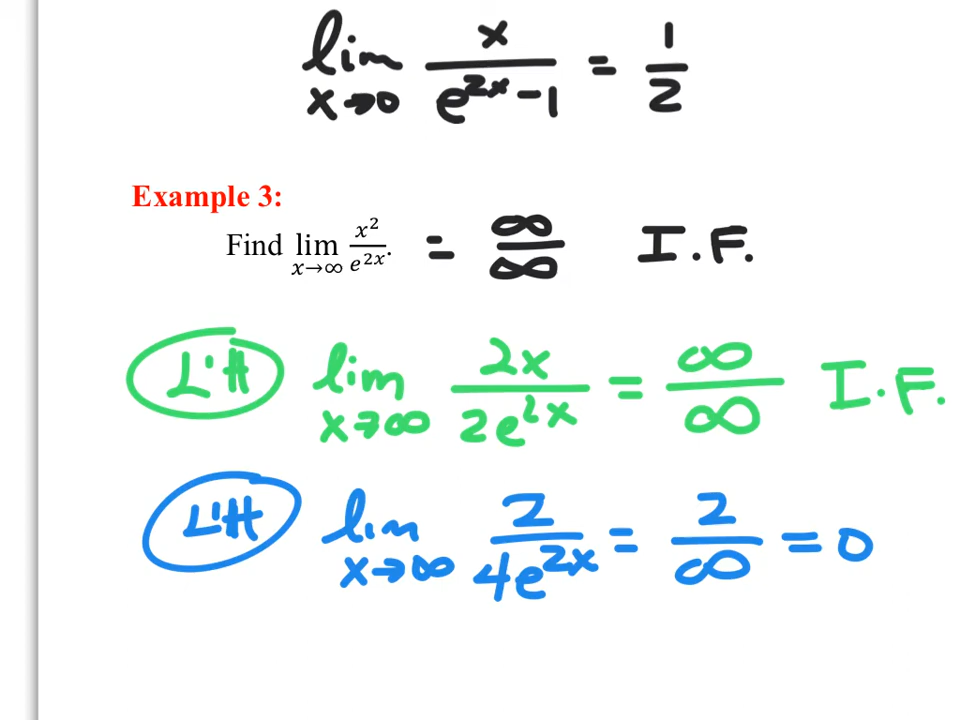 lim x→0 x/(e^{2x}-1) = 1/2
Example 3:
Find lim x→∞ x²/e^{2x}. = ∞/∞ I.F.
L'H lim x→∞ 2x/2e^{2x} = ∞/∞ I.F.
L'H lim x→∞ 2/4e^{2x} = 2/∞ = 0